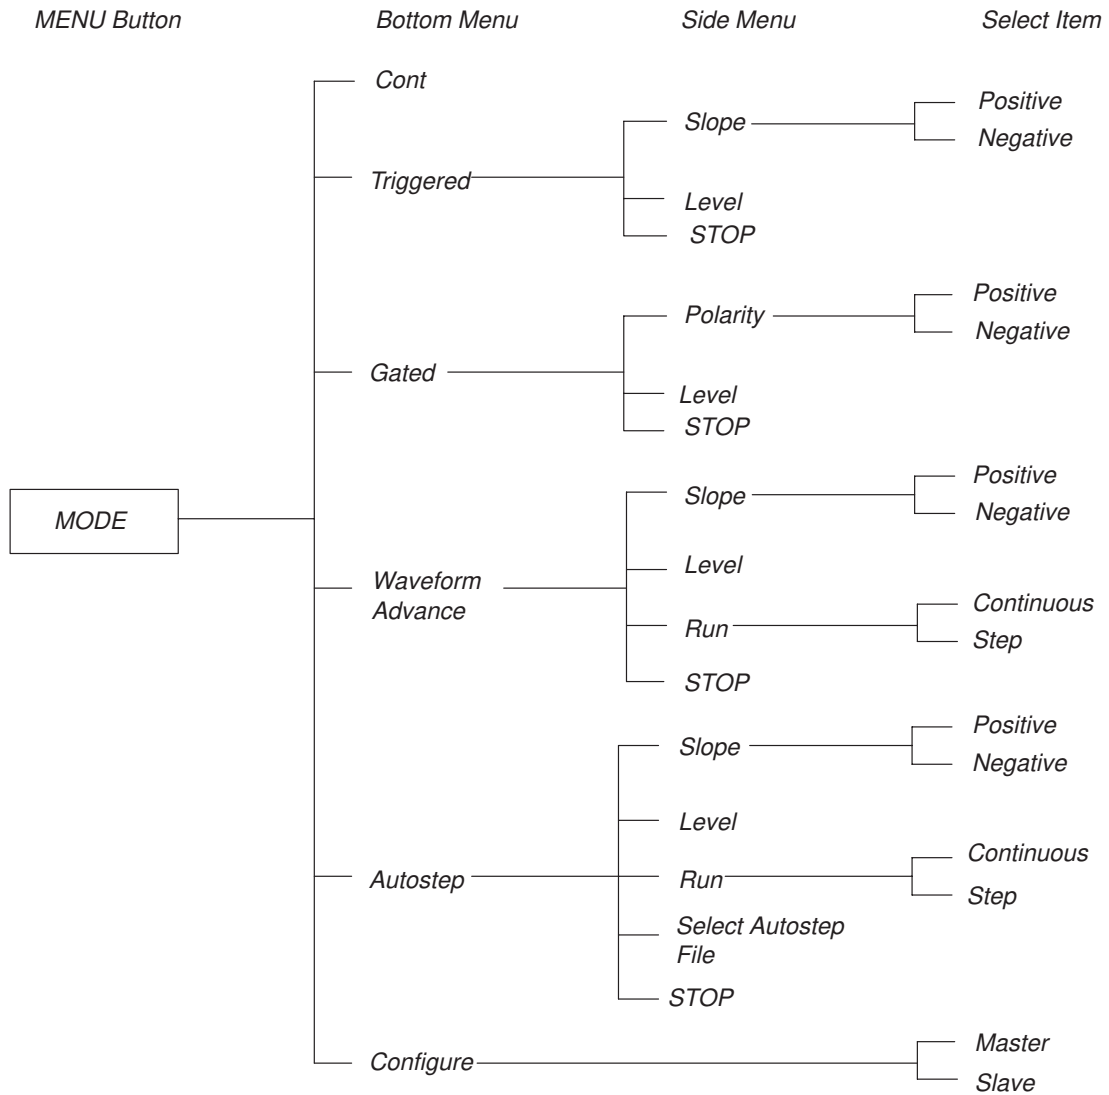 MENU Button Bottom Menu Side Menu Select Item
Cont
Triggered
Slope
Positive
Negative
Level
STOP
Gated
Polarity
Positive
Negative
Level
STOP
MODE
Waveform
Advance
Slope
Positive
Negative
Level
Run
Continuous
Step
STOP
Autostep
Slope
Positive
Negative
Level
Run
Continuous
Step
Select Autostep
File
STOP
Configure
Master
Slave